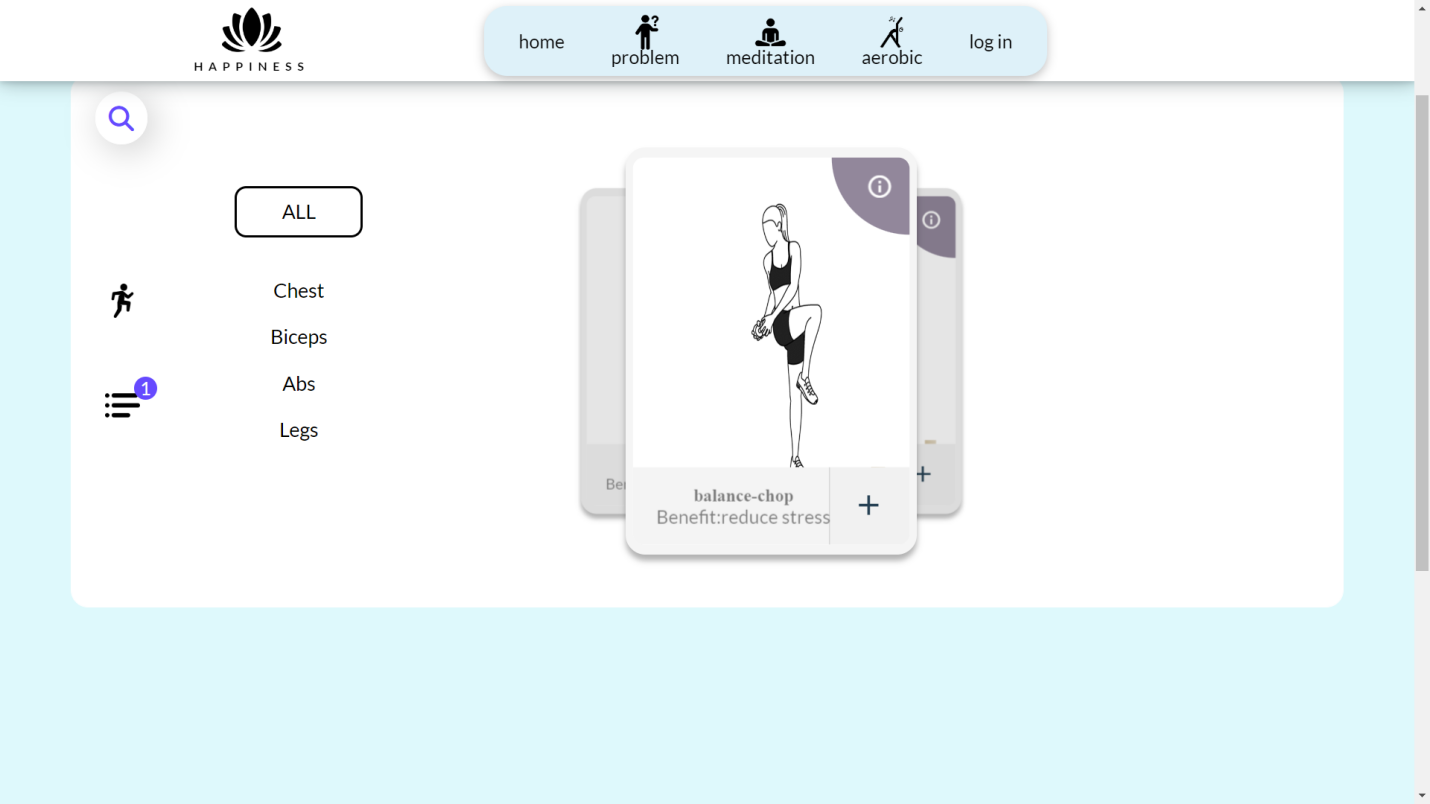 home
problem
meditation
aerobic
log in
HAPPINESS
ALL
Chest
Biceps
Abs
Legs
1
balance-chop
Benefit:reduce stress
+
+